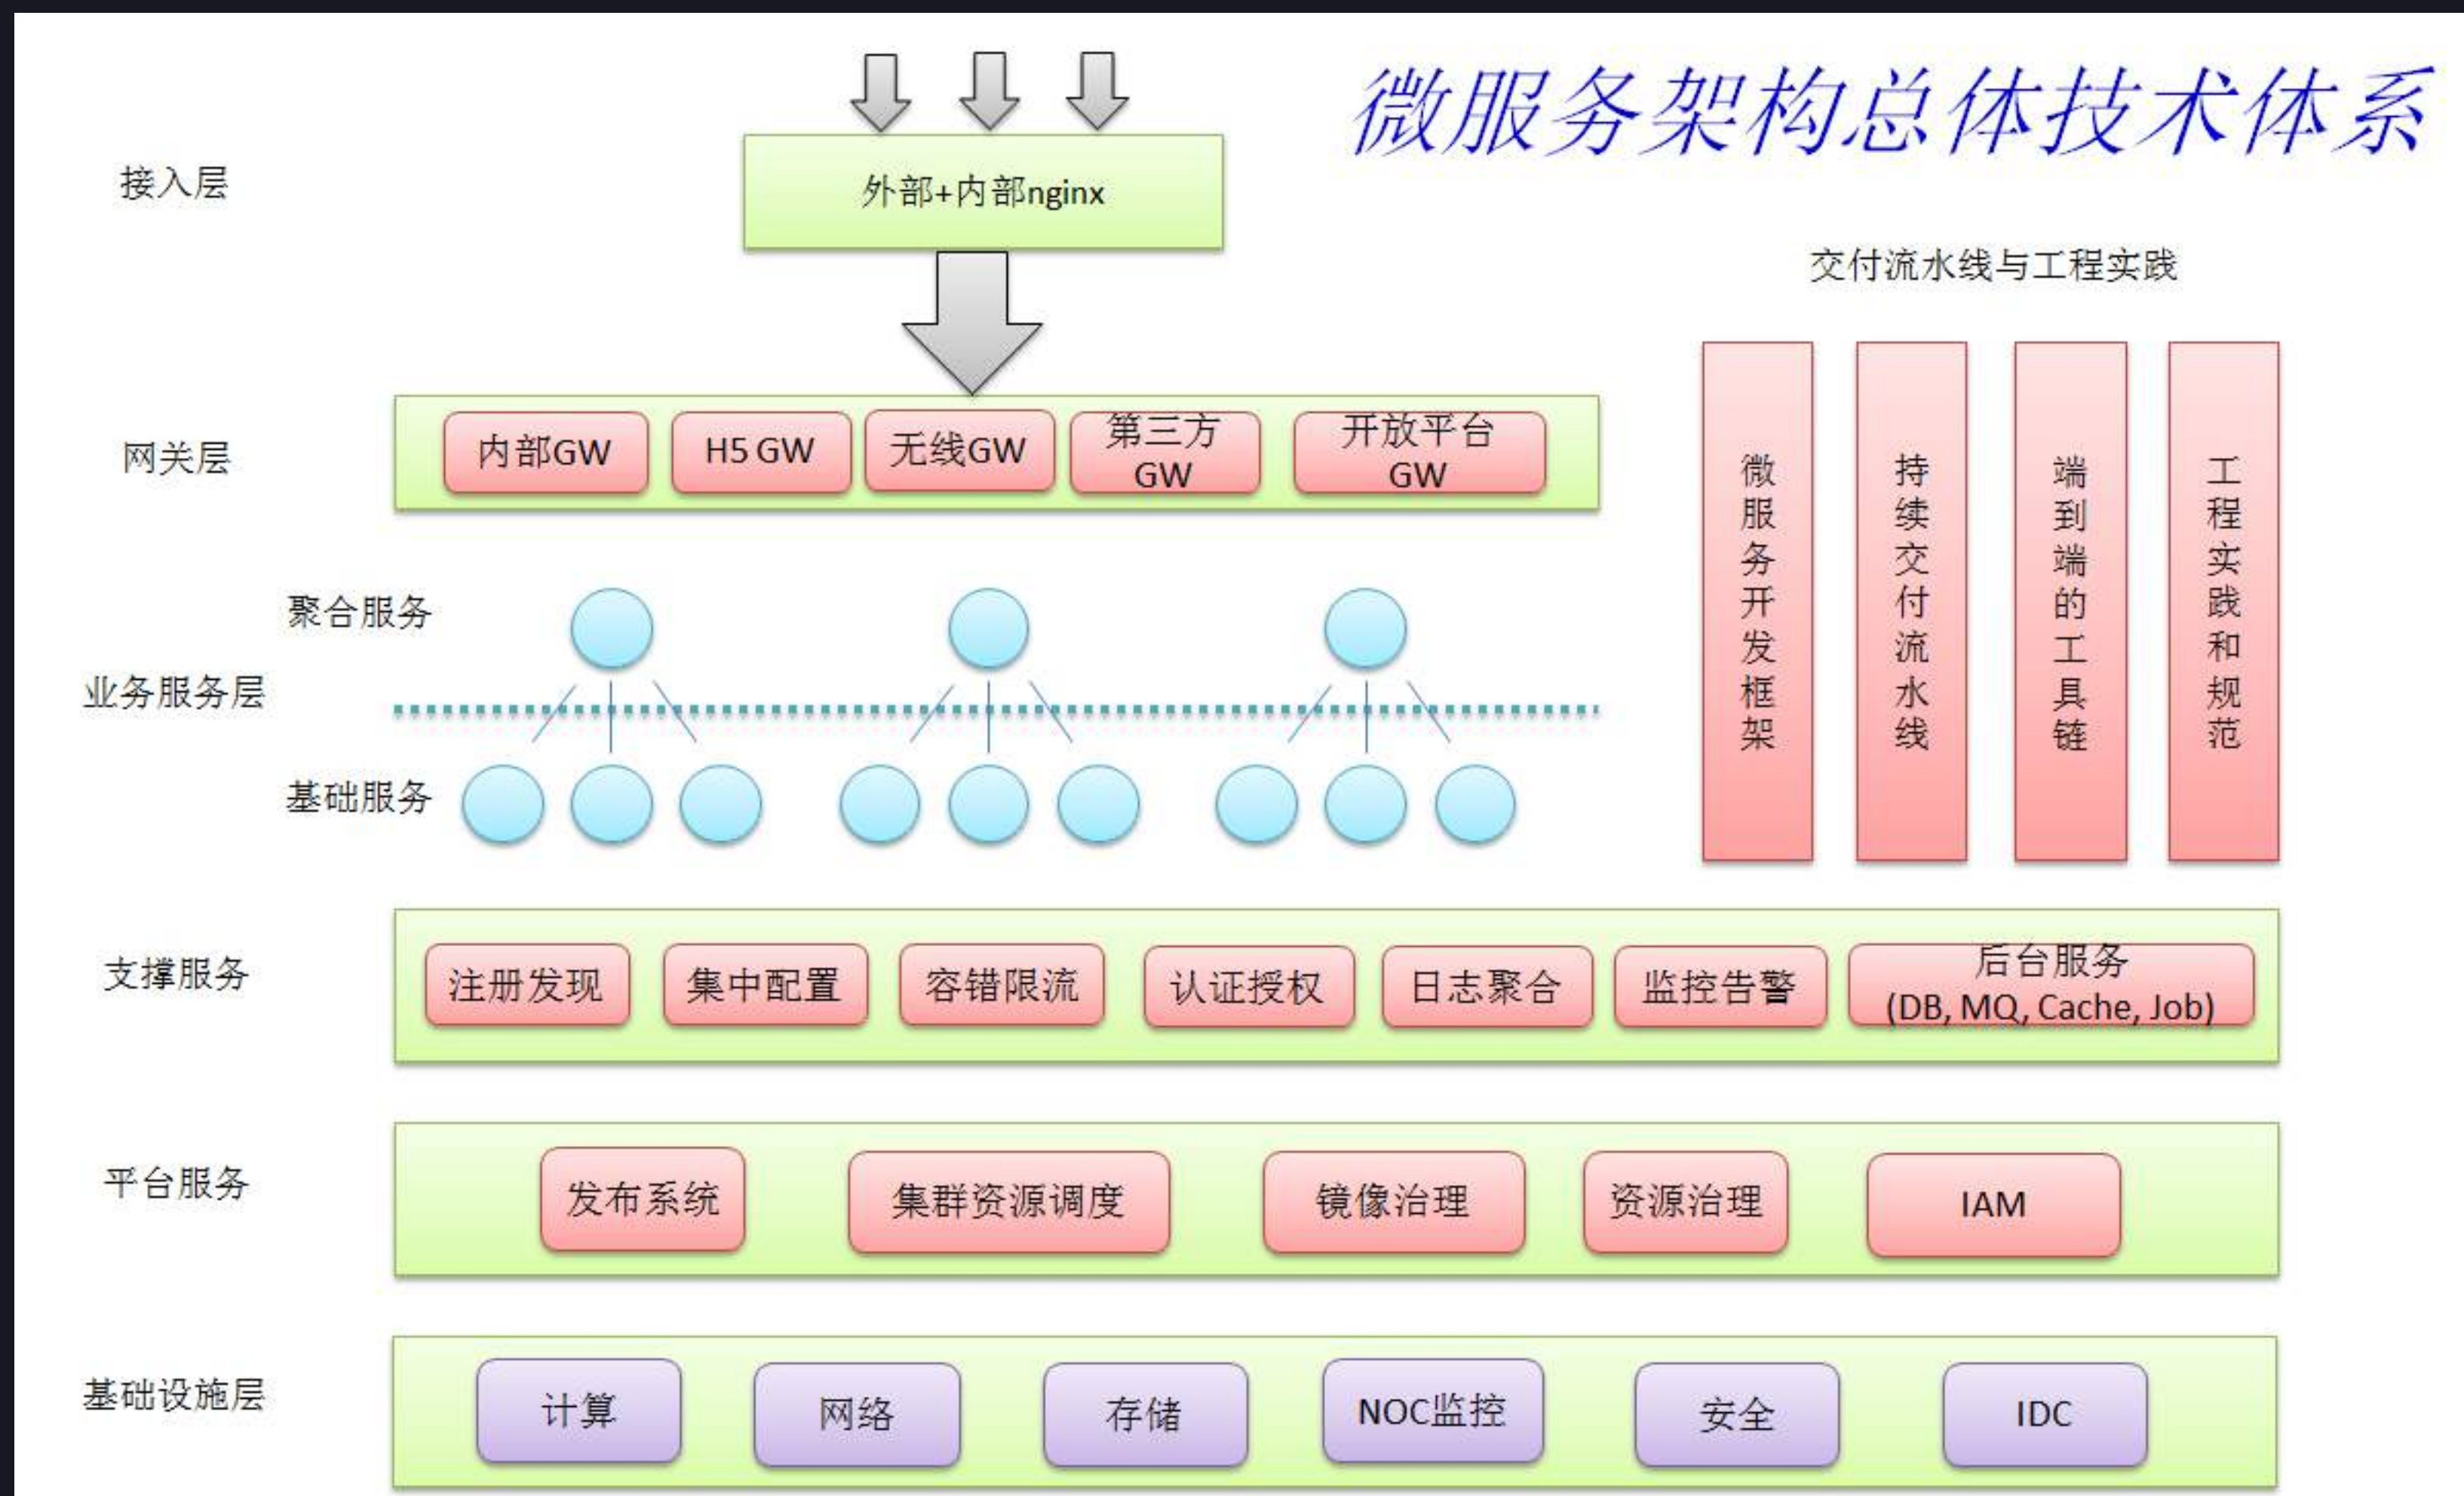 微服务架构总体技术体系
接入层
外部+内部nginx
交付流水线与工程实践
网关层
内部GW
H5 GW
无线GW
第三方
GW
开放平台
GW
微服务开发框架
持续交付流水线
端到端的工具链
工程实践和规范
聚合服务
业务服务层
基础服务
支撑服务
注册发现
集中配置
容错限流
认证授权
日志聚合
监控告警
后台服务
(DB, MQ, Cache, Job)
平台服务
发布系统
集群资源调度
镜像治理
资源治理
IAM
基础设施层
计算
网络
存储
NOC监控
安全
IDC